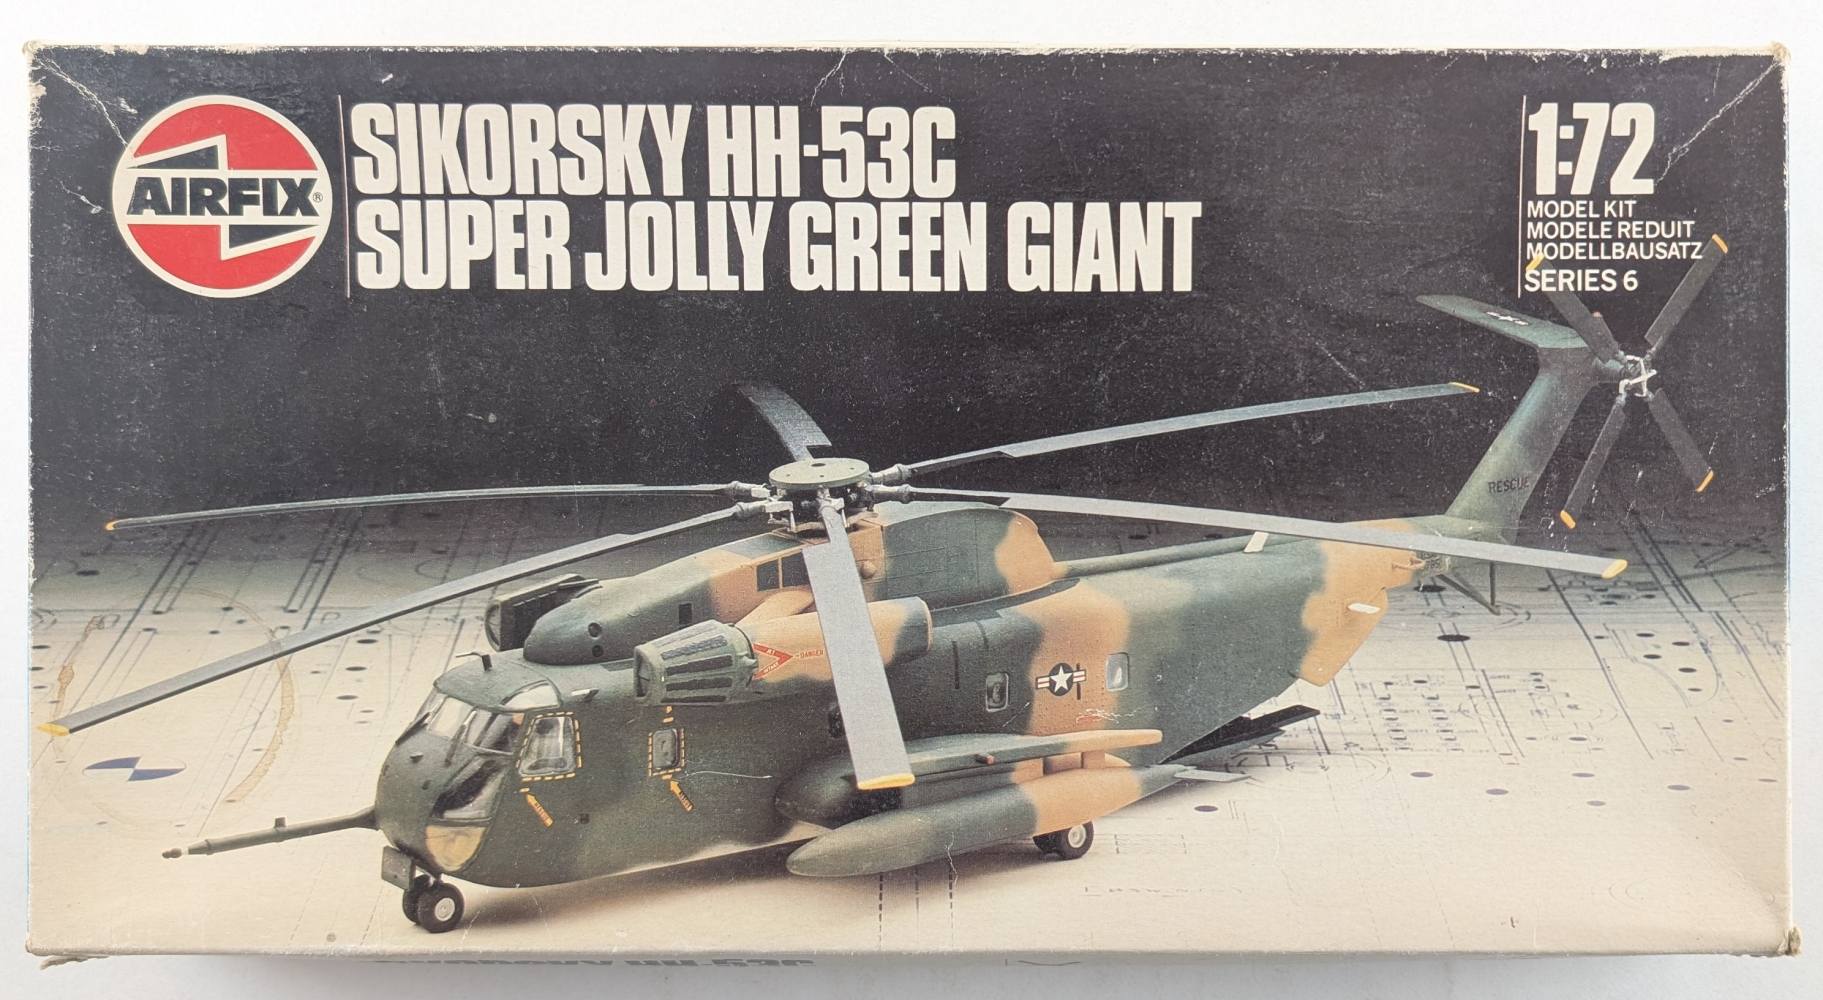 AIRFIX®
SIKORSKY HH-53C
SUPER JOLLY GREEN GIANT
1:72
MODEL KIT
MODELE REDUIT
MODELLBAUSATZ
SERIES 6
RESCUE
DANGER